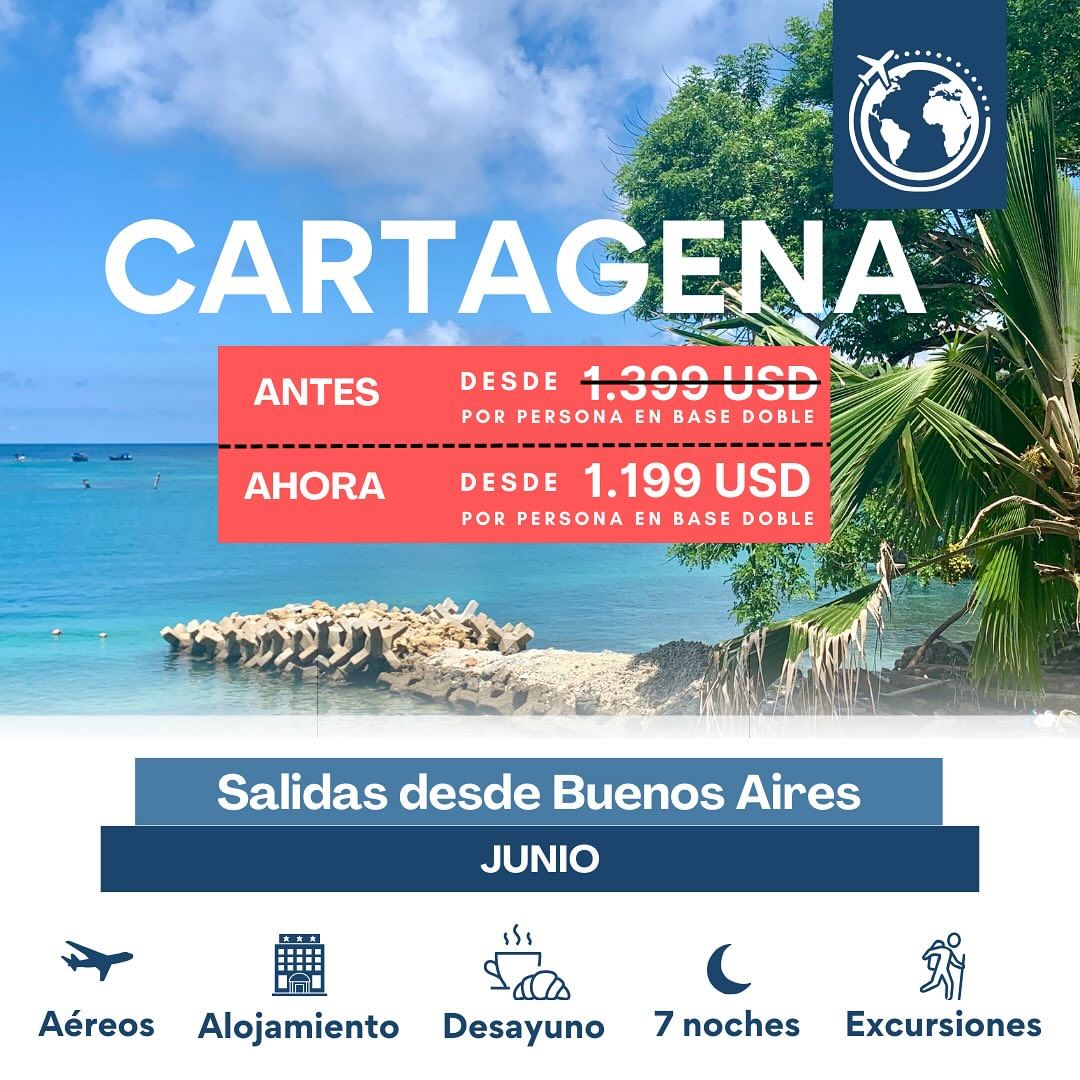 CARTAGENA
ANTES
DESDE 1.399 USD
POR PERSONA EN BASE DOBLE
AHORA
DESDE 1.199 USD
POR PERSONA EN BASE DOBLE
Salidas desde Buenos Aires
JUNIO
Aéreos
Alojamiento
Desayuno
7 noches
Excursiones